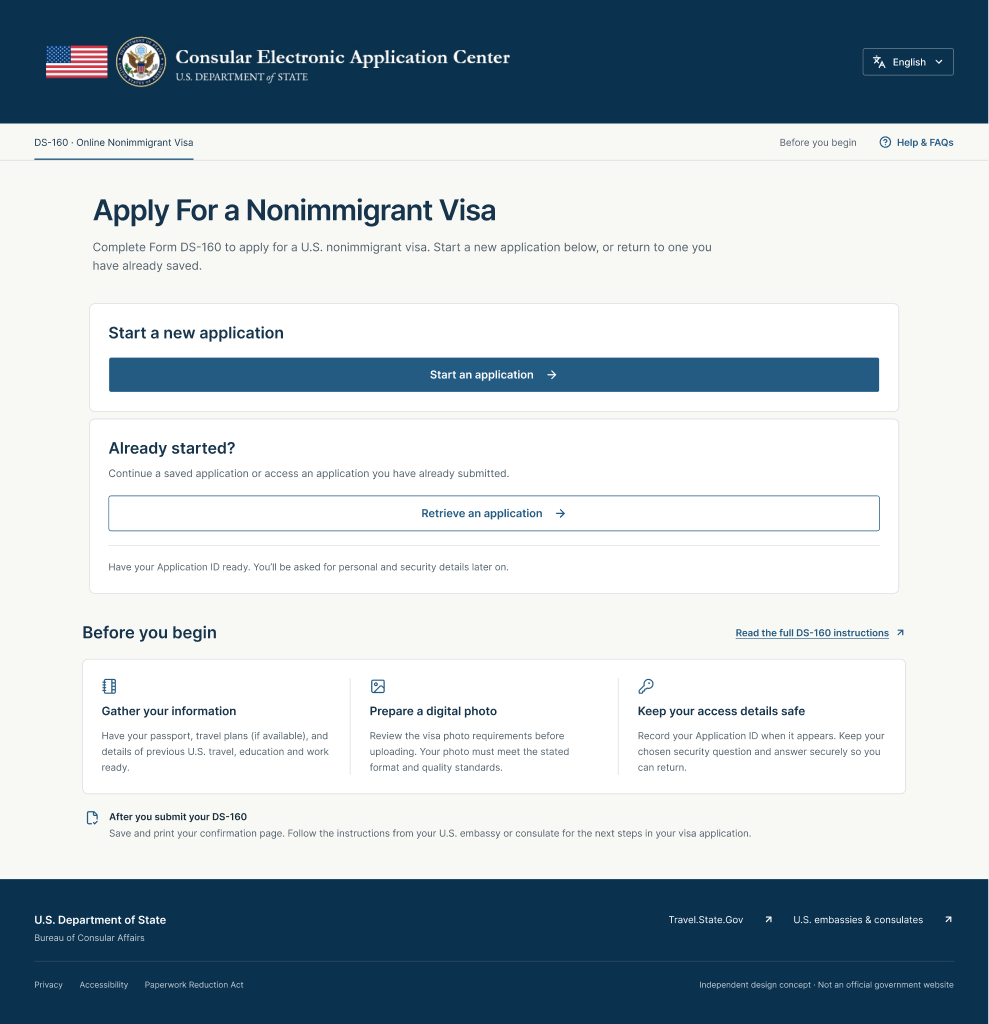 Consular Electronic Application Center
U.S. DEPARTMENT of STATE
English
DS-160 · Online Nonimmigrant Visa
Before you begin
Help & FAQs
Apply For a Nonimmigrant Visa
Complete Form DS-160 to apply for a U.S. nonimmigrant visa. Start a new application below, or return to one you
have already saved.
Start a new application
Start an application
Already started?
Continue a saved application or access an application you have already submitted.
Retrieve an application
Have your Application ID ready. You'll be asked for personal and security details later on.
Before you begin
Read the full DS-160 instructions
Gather your information
Have your passport, travel plans (if available), and
details of previous U.S. travel, education and work
ready.
Prepare a digital photo
Review the visa photo requirements before
uploading. Your photo must meet the stated
format and quality standards.
Keep your access details safe
Record your Application ID when it appears. Keep your
chosen security question and answer securely so you
can return.
After you submit your DS-160
Save and print your confirmation page. Follow the instructions from your U.S. embassy or consulate for the next steps in your visa application.
U.S. Department of State
Bureau of Consular Affairs
Travel.State.Gov
U.S. embassies & consulates
Privacy
Accessibility
Paperwork Reduction Act
Independent design concept · Not an official government website